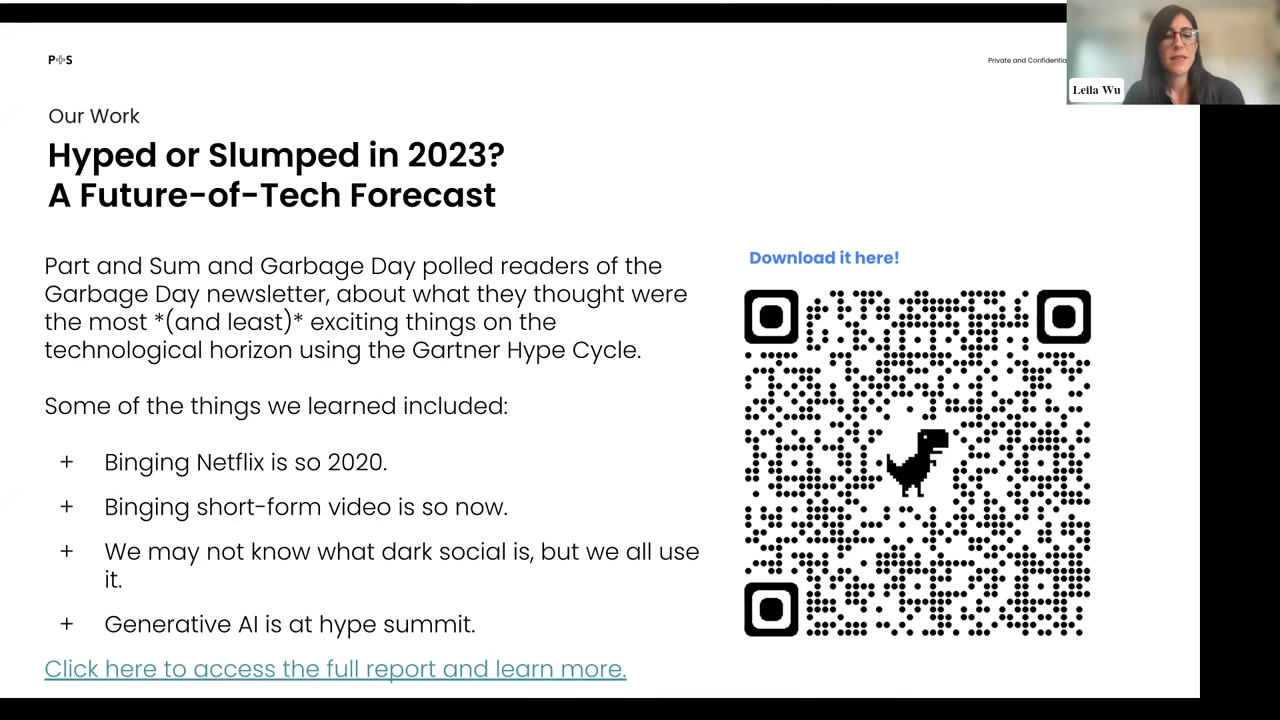 P+S
Private and Confidentia
Leila Wu
Our Work
Hyped or Slumped in 2023?
A Future-of-Tech Forecast
Part and Sum and Garbage Day polled readers of the
Garbage Day newsletter, about what they thought were
the most *(and least)* exciting things on the
technological horizon using the Gartner Hype Cycle.
Some of the things we learned included:
+ Binging Netflix is so 2020.
+ Binging short-form video is so now.
+ We may not know what dark social is, but we all use
it.
+ Generative AI is at hype summit.
Click here to access the full report and learn more.
Download it here!